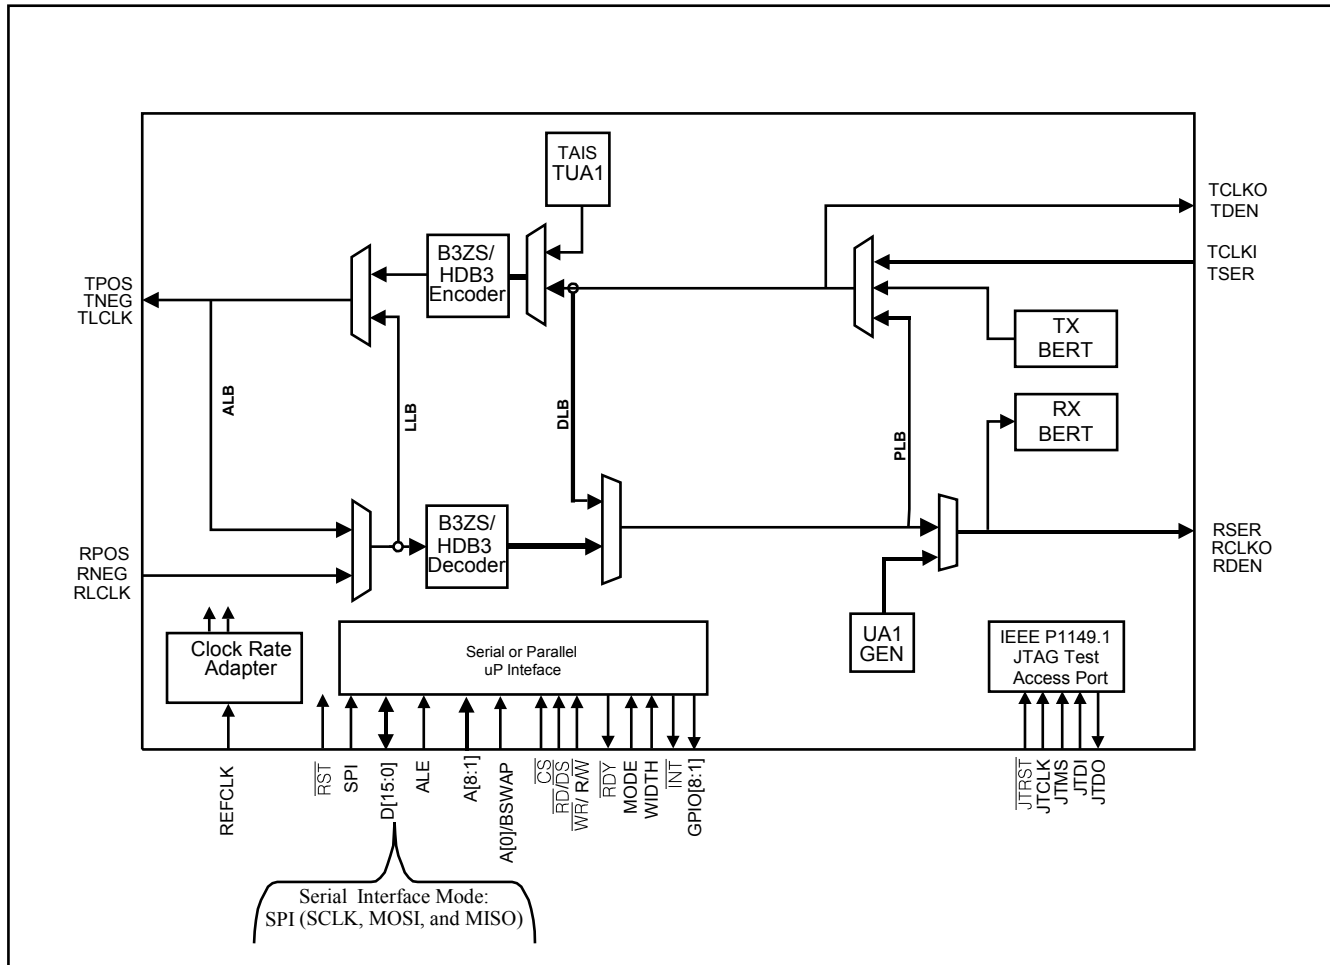 TAIS
TUA1
TCLKO
TDEN
B3ZS/
HDB3
Encoder
TCLKI
TSER
TPOS
TNEG
TLCLK
TX
BERT
ALB
LLB
DLB
PLB
RX
BERT
B3ZS/
HDB3
Decoder
RPOS
RNEG
RLCLK
RSER
RCLKO
RDEN
Clock Rate
Adapter
Serial or Parallel
uP Inteface
UA1
GEN
IEEE P1149.1
JTAG Test
Access Port
REFCLK
RST
SPI
D[15:0]
ALE
A[8:1]
A[0]/BSWAP
CS
RD/DS
WR/ R/W
RDY
MODE
WIDTH
INT
GPIO[8:1]
JTRST
JTCLK
JTMS
JTDI
JTDO
Serial Interface Mode:
SPI (SCLK, MOSI, and MISO)